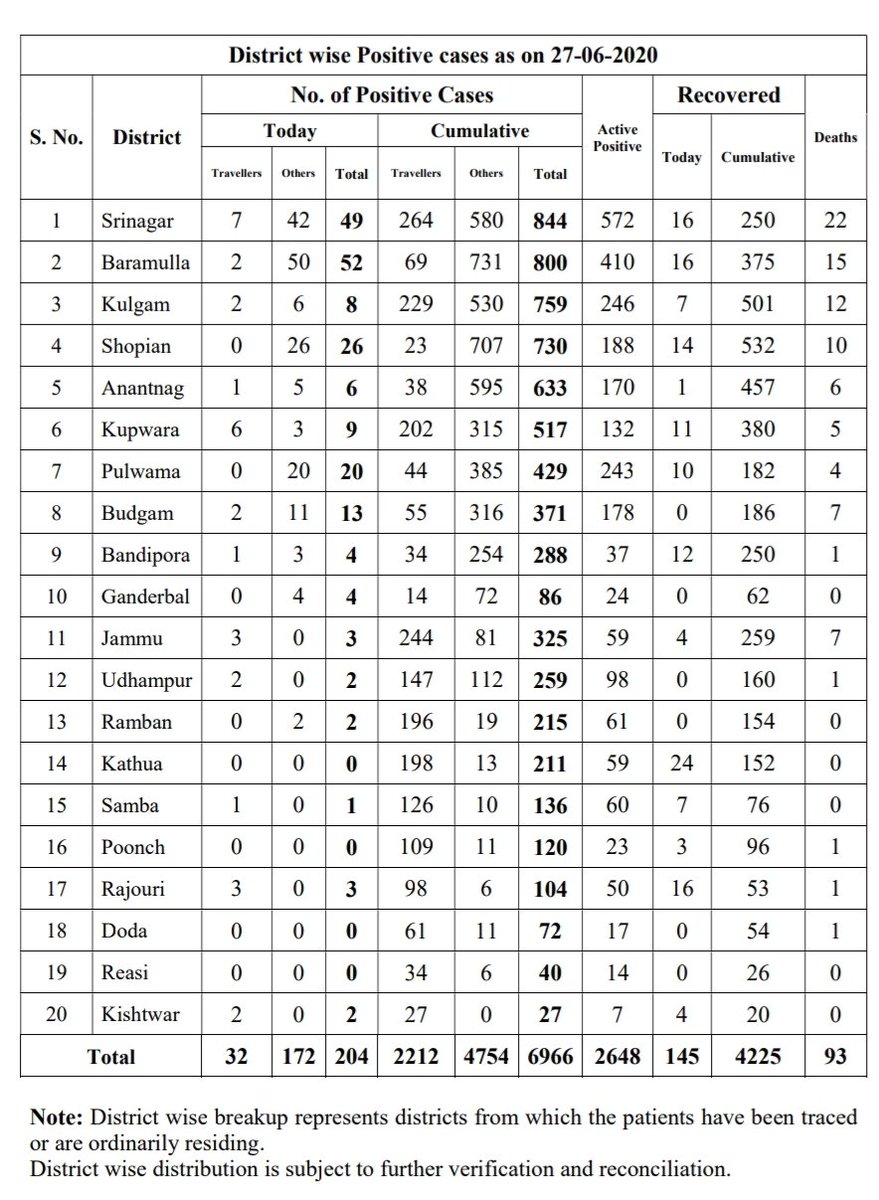 District wise Positive cases as on 27-06-2020
S. No. District No. of Positive Cases Active Positive Recovered Deaths
Today Cumulative Today Cumulative
Travellers Others Total Travellers Others Total
1 Srinagar 7 42 49 264 580 844 572 16 250 22
2 Baramulla 2 50 52 69 731 800 410 16 375 15
3 Kulgam 2 6 8 229 530 759 246 7 501 12
4 Shopian 0 26 26 23 707 730 188 14 532 10
5 Anantnag 1 5 6 38 595 633 170 1 457 6
6 Kupwara 6 3 9 202 315 517 132 11 380 5
7 Pulwama 0 20 20 44 385 429 243 10 182 4
8 Budgam 2 11 13 55 316 371 178 0 186 7
9 Bandipora 1 3 4 34 254 288 37 12 250 1
10 Ganderbal 0 4 4 14 72 86 24 0 62 0
11 Jammu 3 0 3 244 81 325 59 4 259 7
12 Udhampur 2 0 2 147 112 259 98 0 160 1
13 Ramban 0 2 2 196 19 215 61 0 154 0
14 Kathua 0 0 0 198 13 211 59 24 152 0
15 Samba 1 0 1 126 10 136 60 7 76 0
16 Poonch 0 0 0 109 11 120 23 3 96 1
17 Rajouri 3 0 3 98 6 104 50 16 53 1
18 Doda 0 0 0 61 11 72 17 0 54 1
19 Reasi 0 0 0 34 6 40 14 0 26 0
20 Kishtwar 2 0 2 27 0 27 7 4 20 0
Total 32 172 204 2212 4754 6966 2648 145 4225 93
Note: District wise breakup represents districts from which the patients have been traced
or are ordinarily residing.
District wise distribution is subject to further verification and reconciliation.